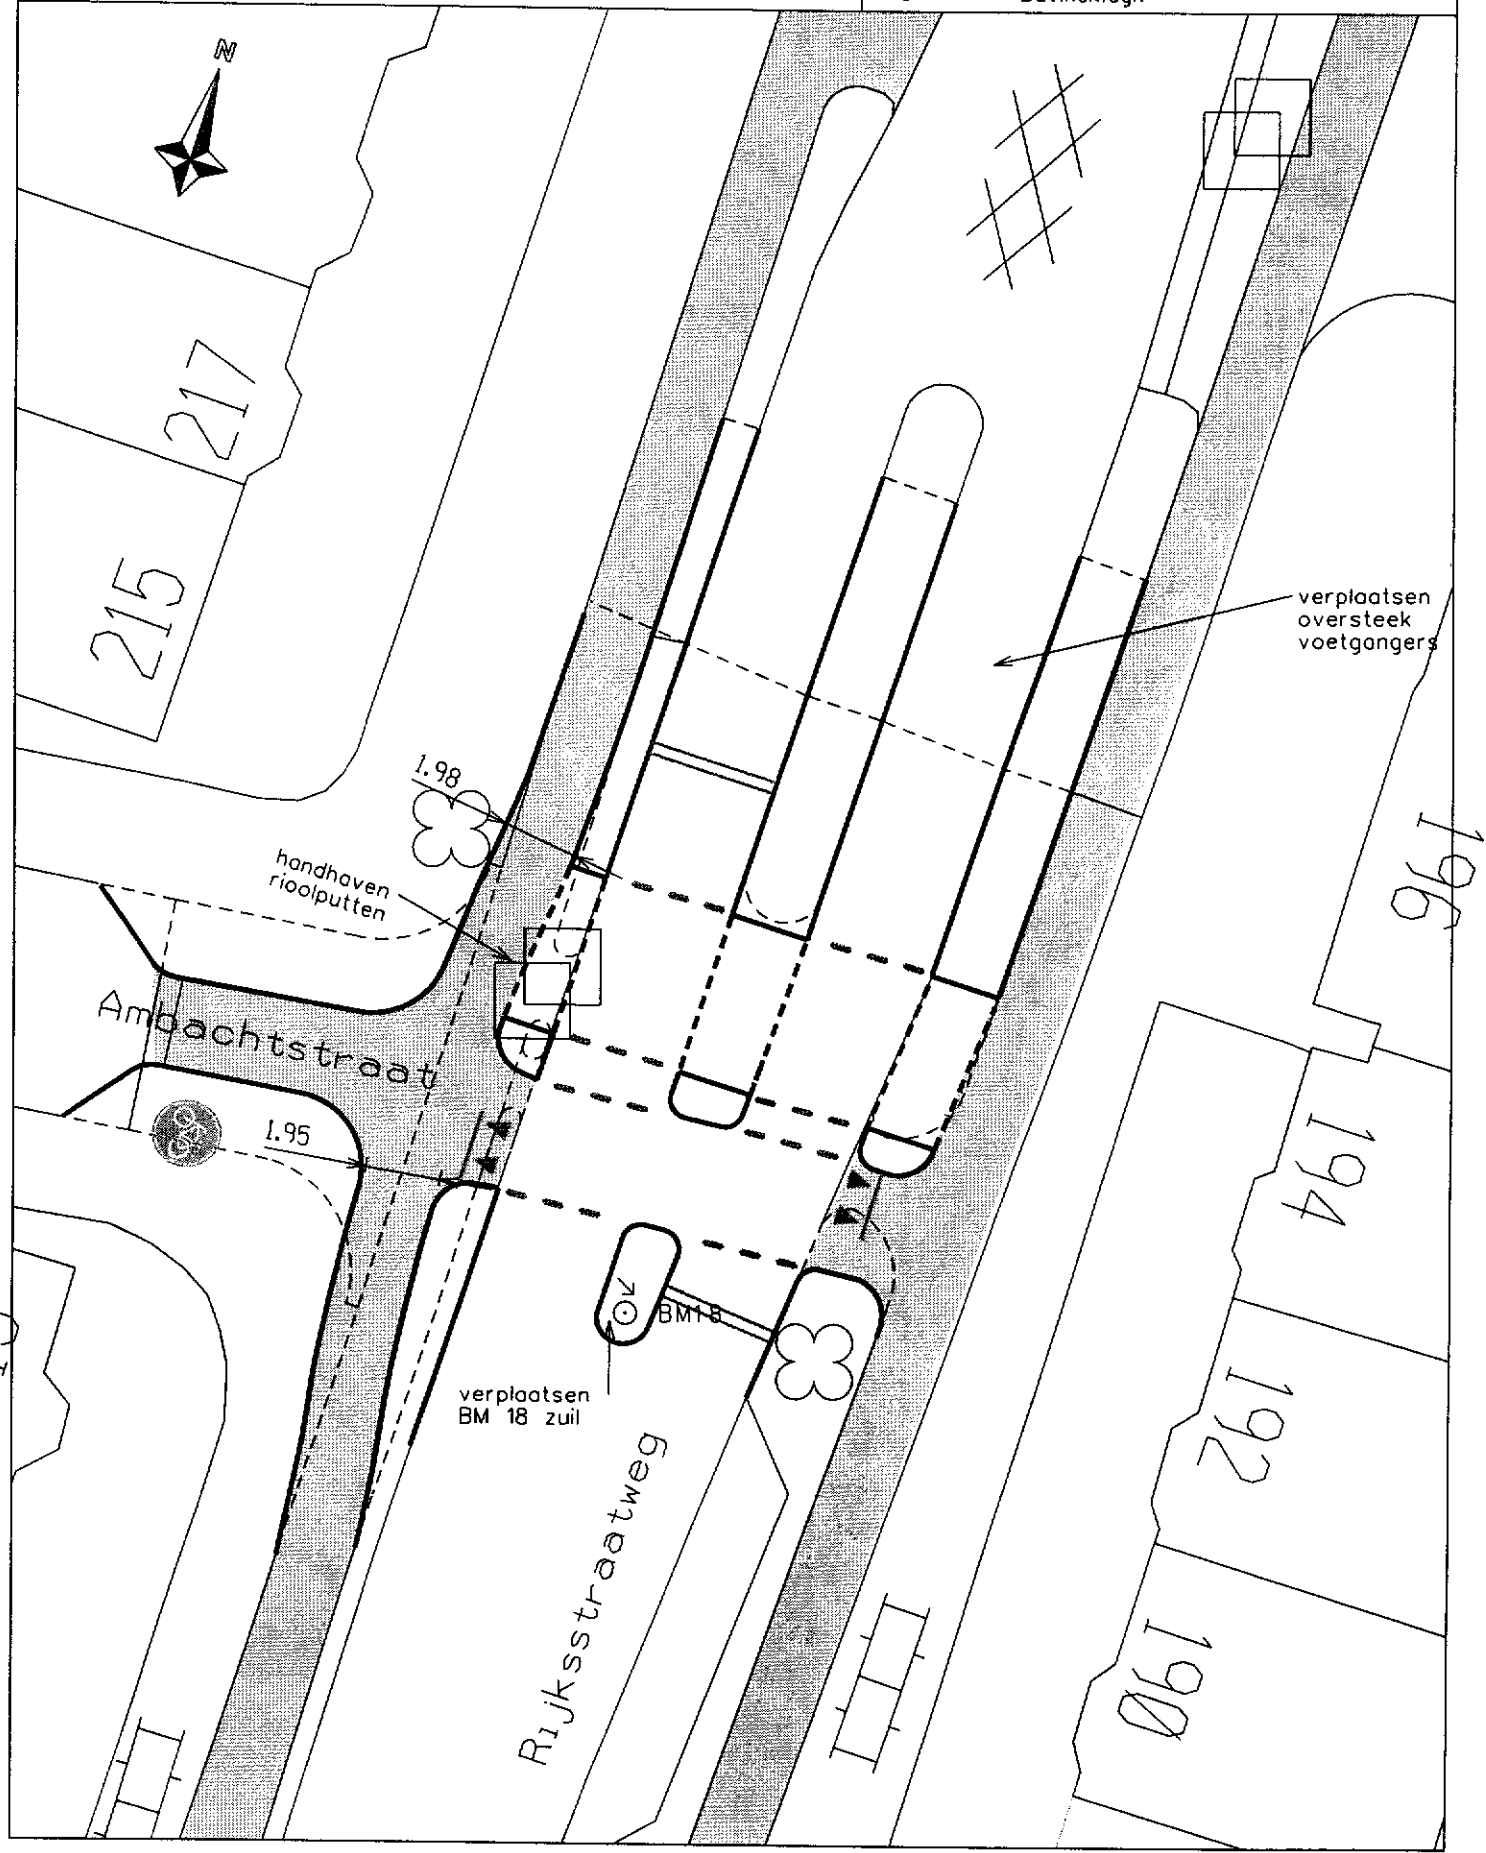 N
217
215
verplaatsen
oversteek
voetgangers
1.98
handhaven
rioolputten
196
Ambachtstraat
1.95
194
BM18
verplaatsen
BM 18 zuil
192
Rijksstraatweg
190